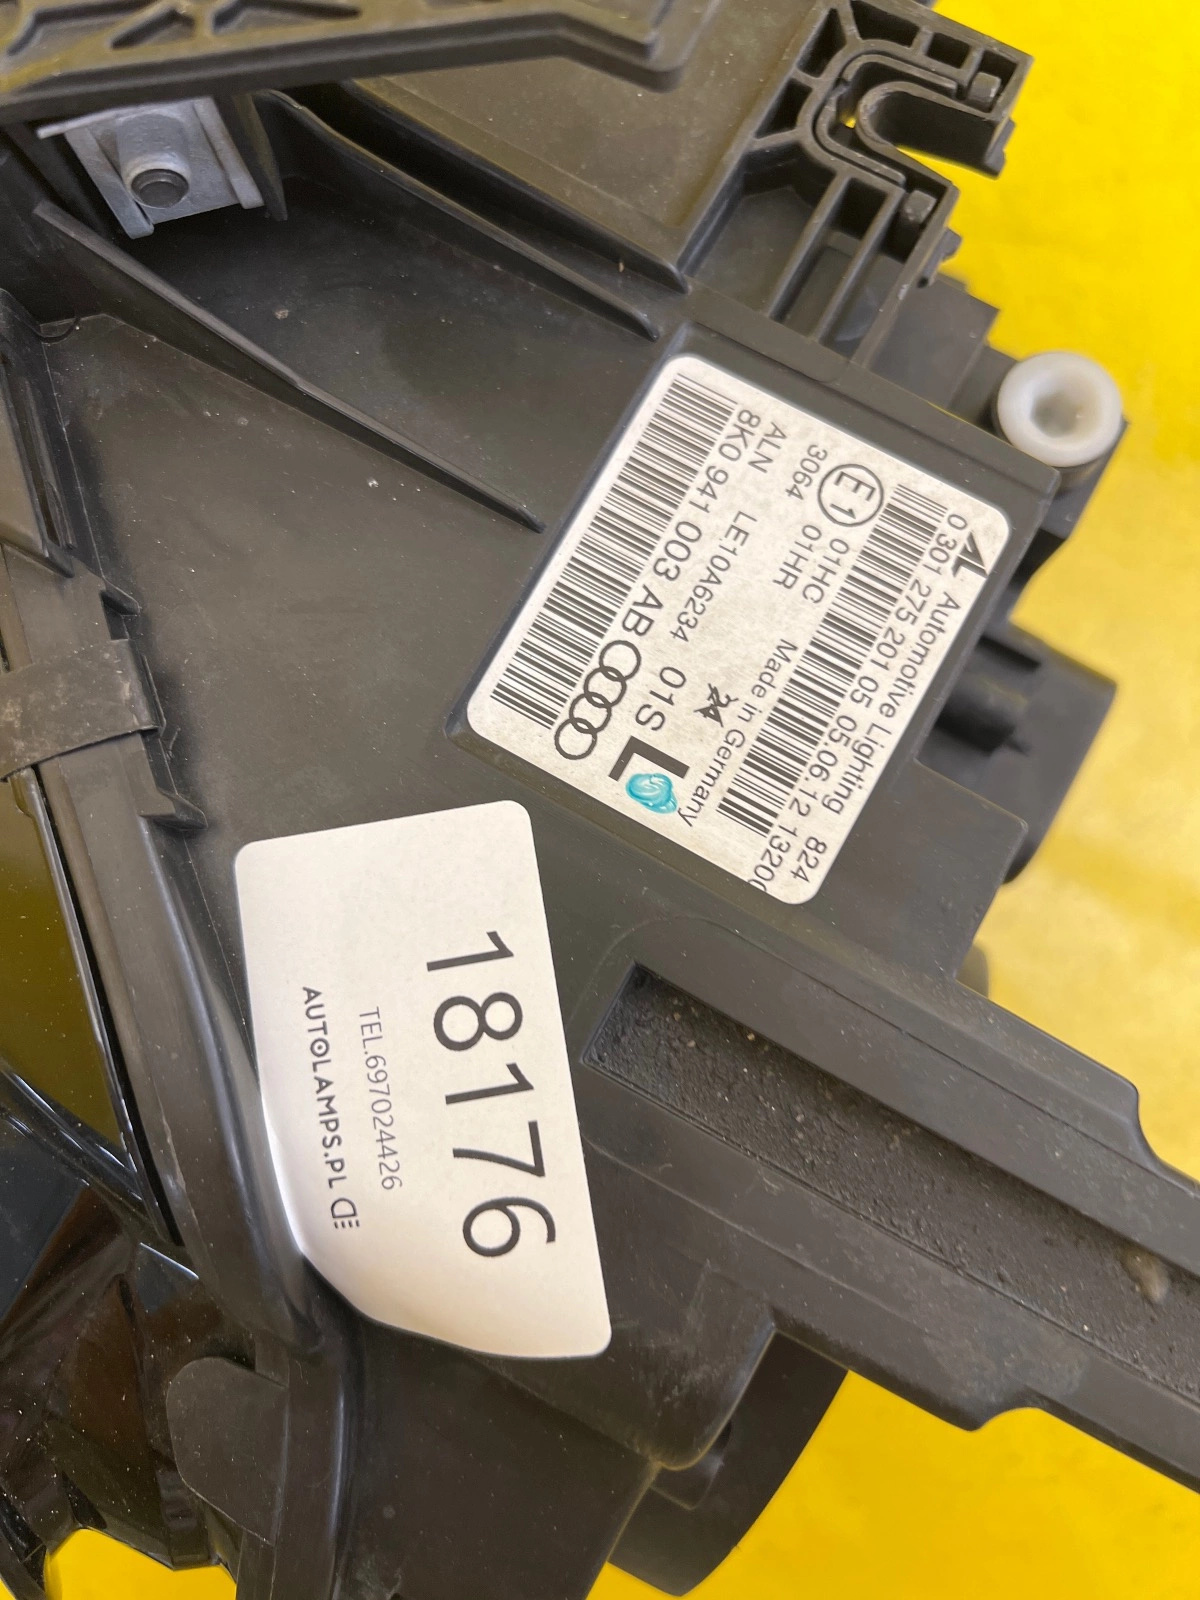 Automotive Lighting 824
0 301 275 201 05 05.06.12 1320
E1 01HC Made in Germany
3064 01HR
ALN LE10A6234 01S L
24
8K0 941 003 AB
18176
TEL.697024426
AUTOLAMPS.PL